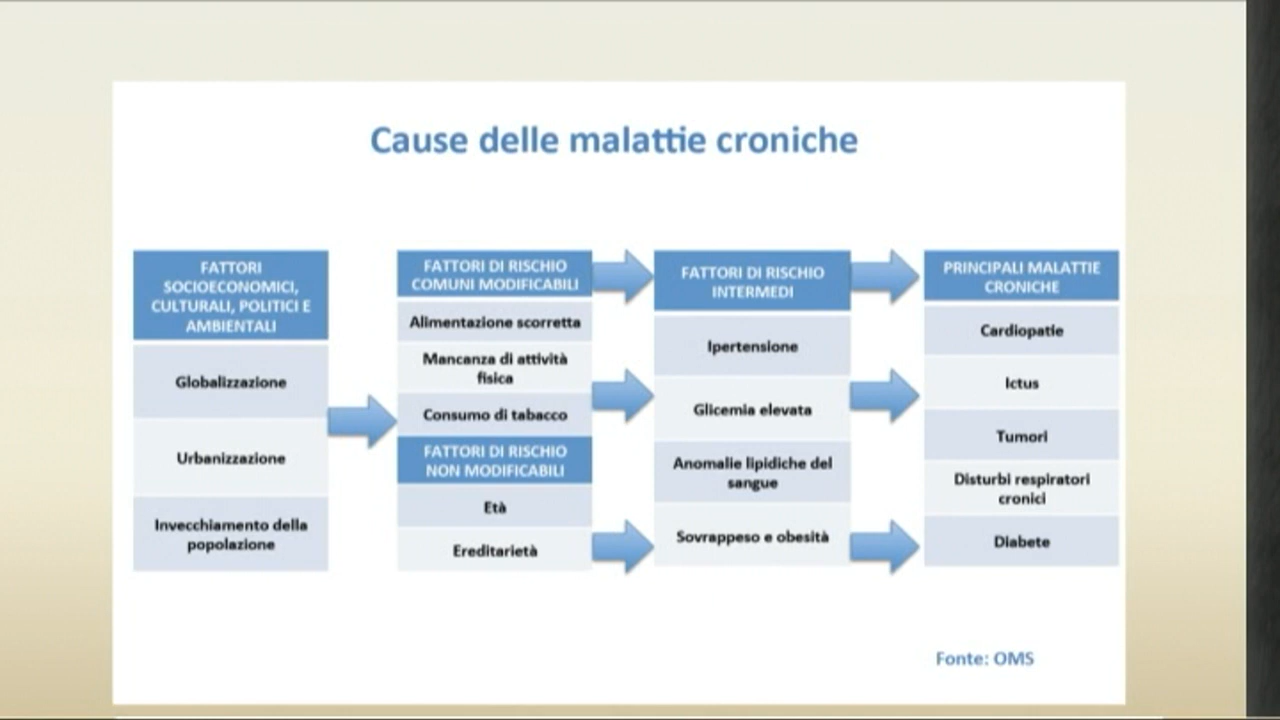 Cause delle malattie croniche
FATTORI
SOCIOECONOMICI,
CULTURALI, POLITICI E
AMBIENTALI
Globalizzazione
Urbanizzazione
Invecchiamento della
popolazione
FATTORI DI RISCHIO
COMUNI MODIFICABILI
Alimentazione scorretta
Mancanza di attività
fisica
Consumo di tabacco
FATTORI DI RISCHIO
NON MODIFICABILI
Età
Ereditarietà
FATTORI DI RISCHIO
INTERMEDI
Ipertensione
Glicemia elevata
Anomalie lipidiche del
sangue
Sovrappeso e obesità
PRINCIPALI MALATTIE
CRONICHE
Cardiopatie
Ictus
Tumori
Disturbi respiratori
cronici
Diabete
Fonte: OMS